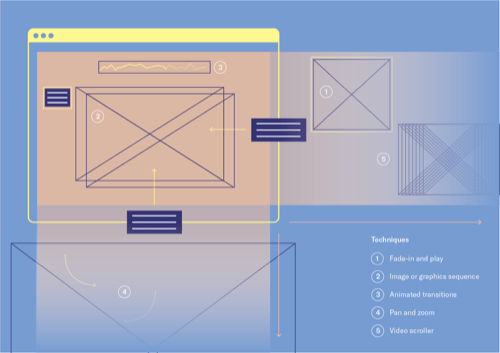 3
2
1
5
4
Techniques
1 Fade-in and play
2 Image or graphics sequence
3 Animated transitions
4 Pan and zoom
5 Video scroller